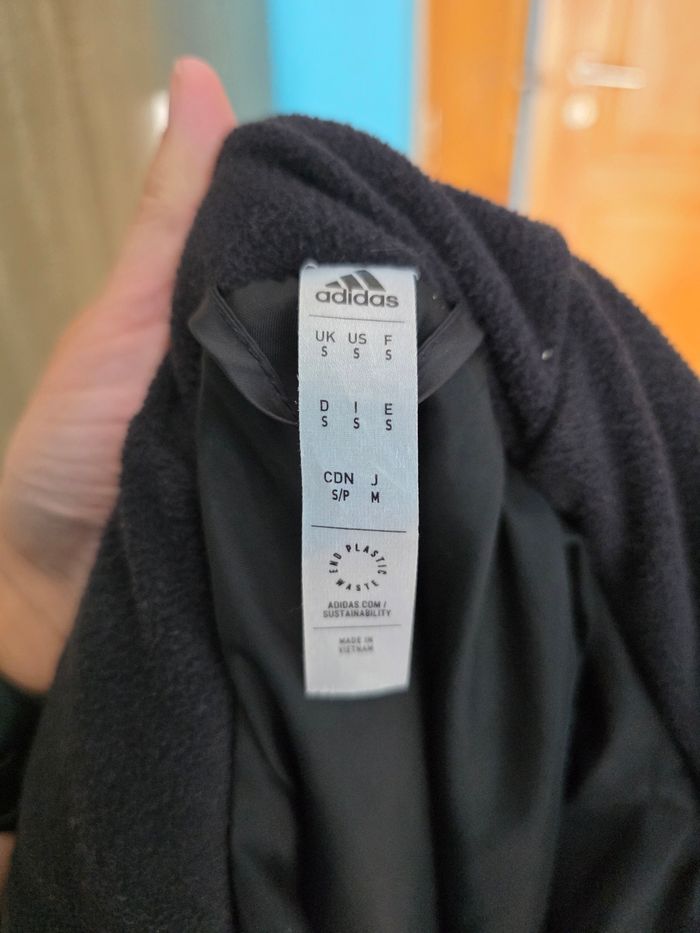 adidas
UK US F
S S S
D I E
S S S
CDN J
S/P M
END PLASTIC WASTE
ADIDAS.COM/
SUSTAINABILITY
MADE IN
VIETNAM